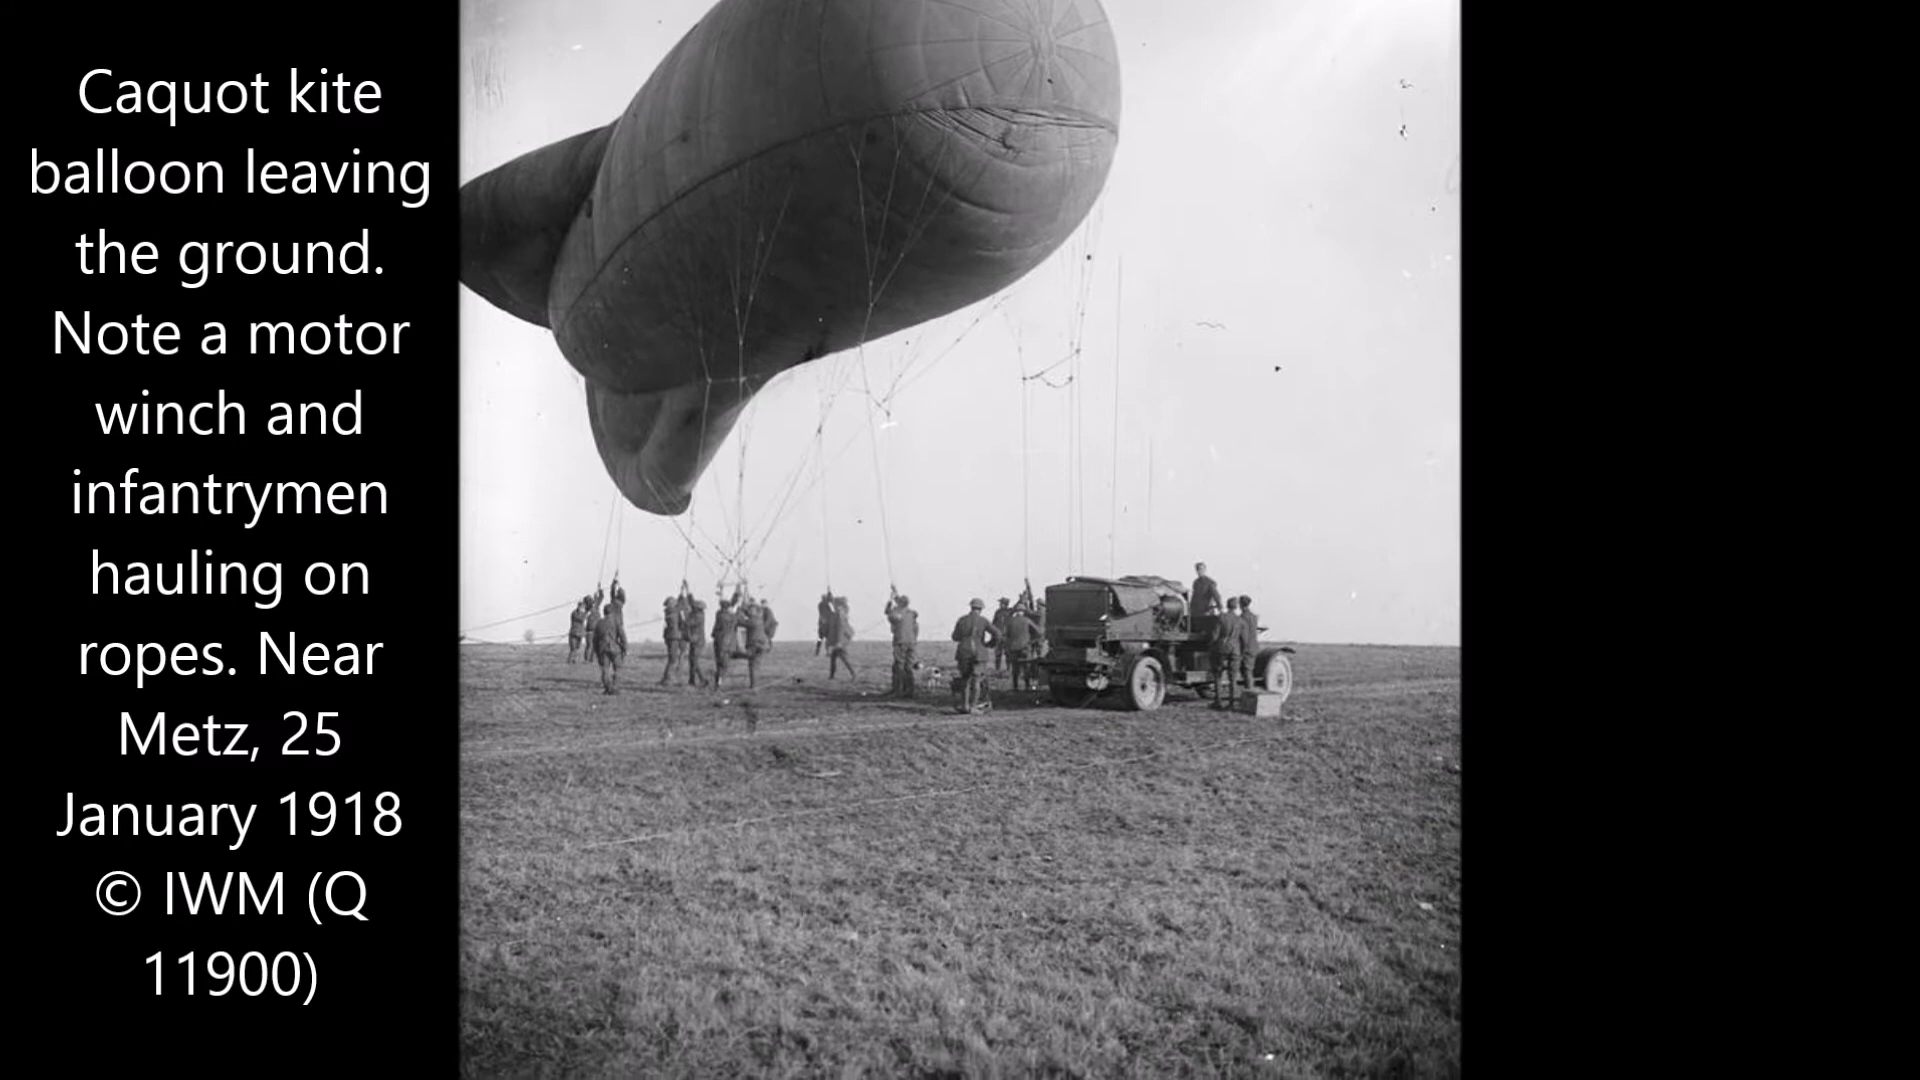 Caquot kite
balloon leaving
the ground.
Note a motor
winch and
infantrymen
hauling on
ropes. Near
Metz, 25
January 1918
© IWM (Q
11900)